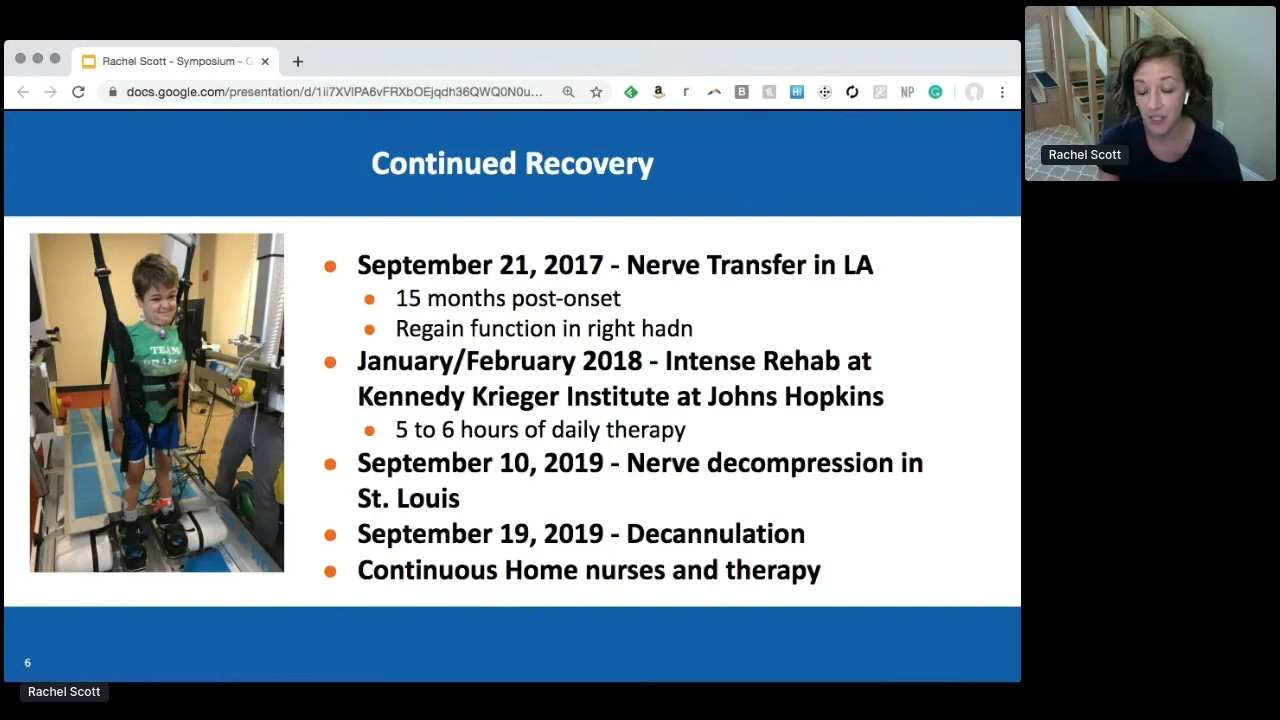 Rachel Scott - Symposium - G
docs.google.com/presentation/d/1ii7XVlPA6vFRXbOEjqdh36QWQ0N0u...
a
r
B
H
Hi
NP
Continued Recovery
TEAM
September 21, 2017 - Nerve Transfer in LA
15 months post-onset
Regain function in right hadn
January/February 2018 - Intense Rehab at
Kennedy Krieger Institute at Johns Hopkins
5 to 6 hours of daily therapy
September 10, 2019 - Nerve decompression in
St. Louis
September 19, 2019 - Decannulation
Continuous Home nurses and therapy
6
Rachel Scott
Rachel Scott